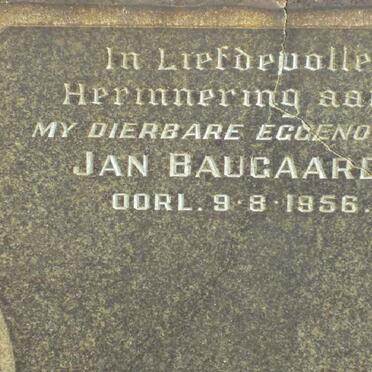 In Liefdevolle
Herinnering aan
MY DIERBARE EGGENO
JAN BAUGAARD
OORL. 9·8·1956.